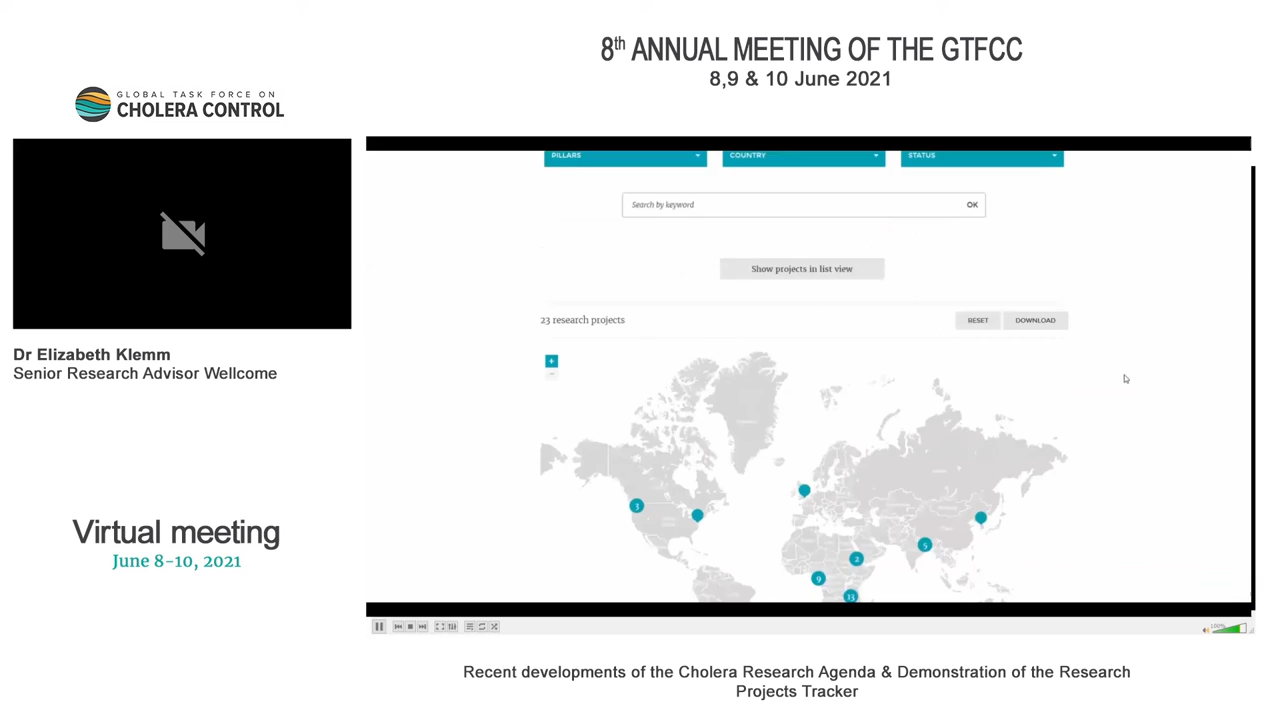 8th ANNUAL MEETING OF THE GTFCC
8,9 & 10 June 2021
GLOBAL TASK FORCE ON
CHOLERA CONTROL
Dr Elizabeth Klemm
Senior Research Advisor Wellcome
Virtual meeting
June 8-10, 2021
PILLARS
COUNTRY
STATUS
Search by keyword
OK
Show projects in list view
23 research projects
RESET
DOWNLOAD
+
3
5
2
9
13
100%
Recent developments of the Cholera Research Agenda & Demonstration of the Research
Projects Tracker